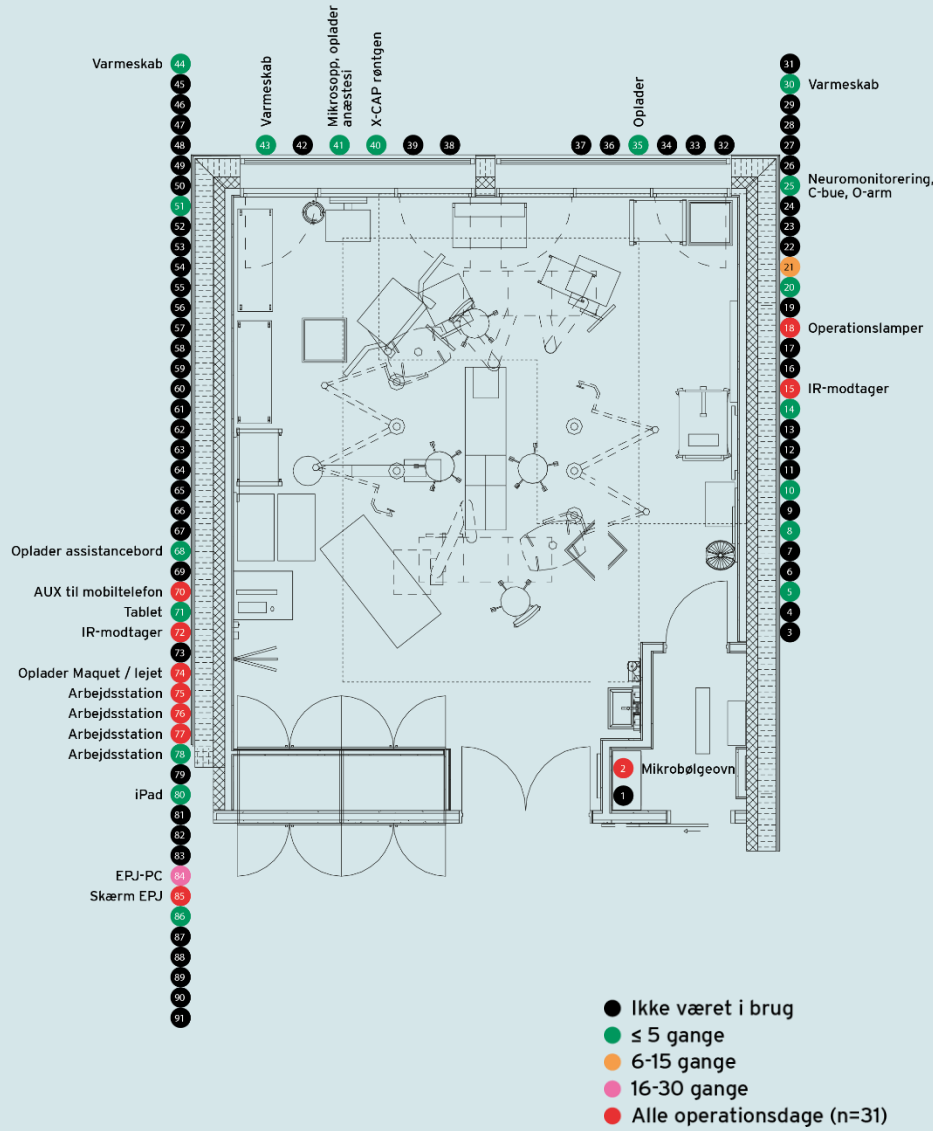 Varmeskab
Mikrosopp, oplader
anæstesi
X-CAP røntgen
Oplader
43
42
41
40
39
38
37
36
35
34
33
32
Varmeskab 44
45
46
47
48
49
50
51
52
53
54
55
56
57
58
59
60
61
62
63
64
65
66
67
Oplader assistancebord 68
69
AUX til mobiltelefon 70
Tablet 71
IR-modtager 72
73
Oplader Maquet / lejet 74
Arbejdsstation 75
Arbejdsstation 76
Arbejdsstation 77
Arbejdsstation 78
79
iPad 80
81
82
83
EPJ-PC 84
Skærm EPJ 85
86
87
88
89
90
91
31
30 Varmeskab
29
28
27
26
25 Neuromonitorering,
C-bue, O-arm
24
23
22
21
20
19
18 Operationslamper
17
16
15 IR-modtager
14
13
12
11
10
9
8
7
6
5
4
3
2 Mikrobølgeovn
1
Ikke været i brug
≤ 5 gange
6-15 gange
16-30 gange
Alle operationsdage (n=31)